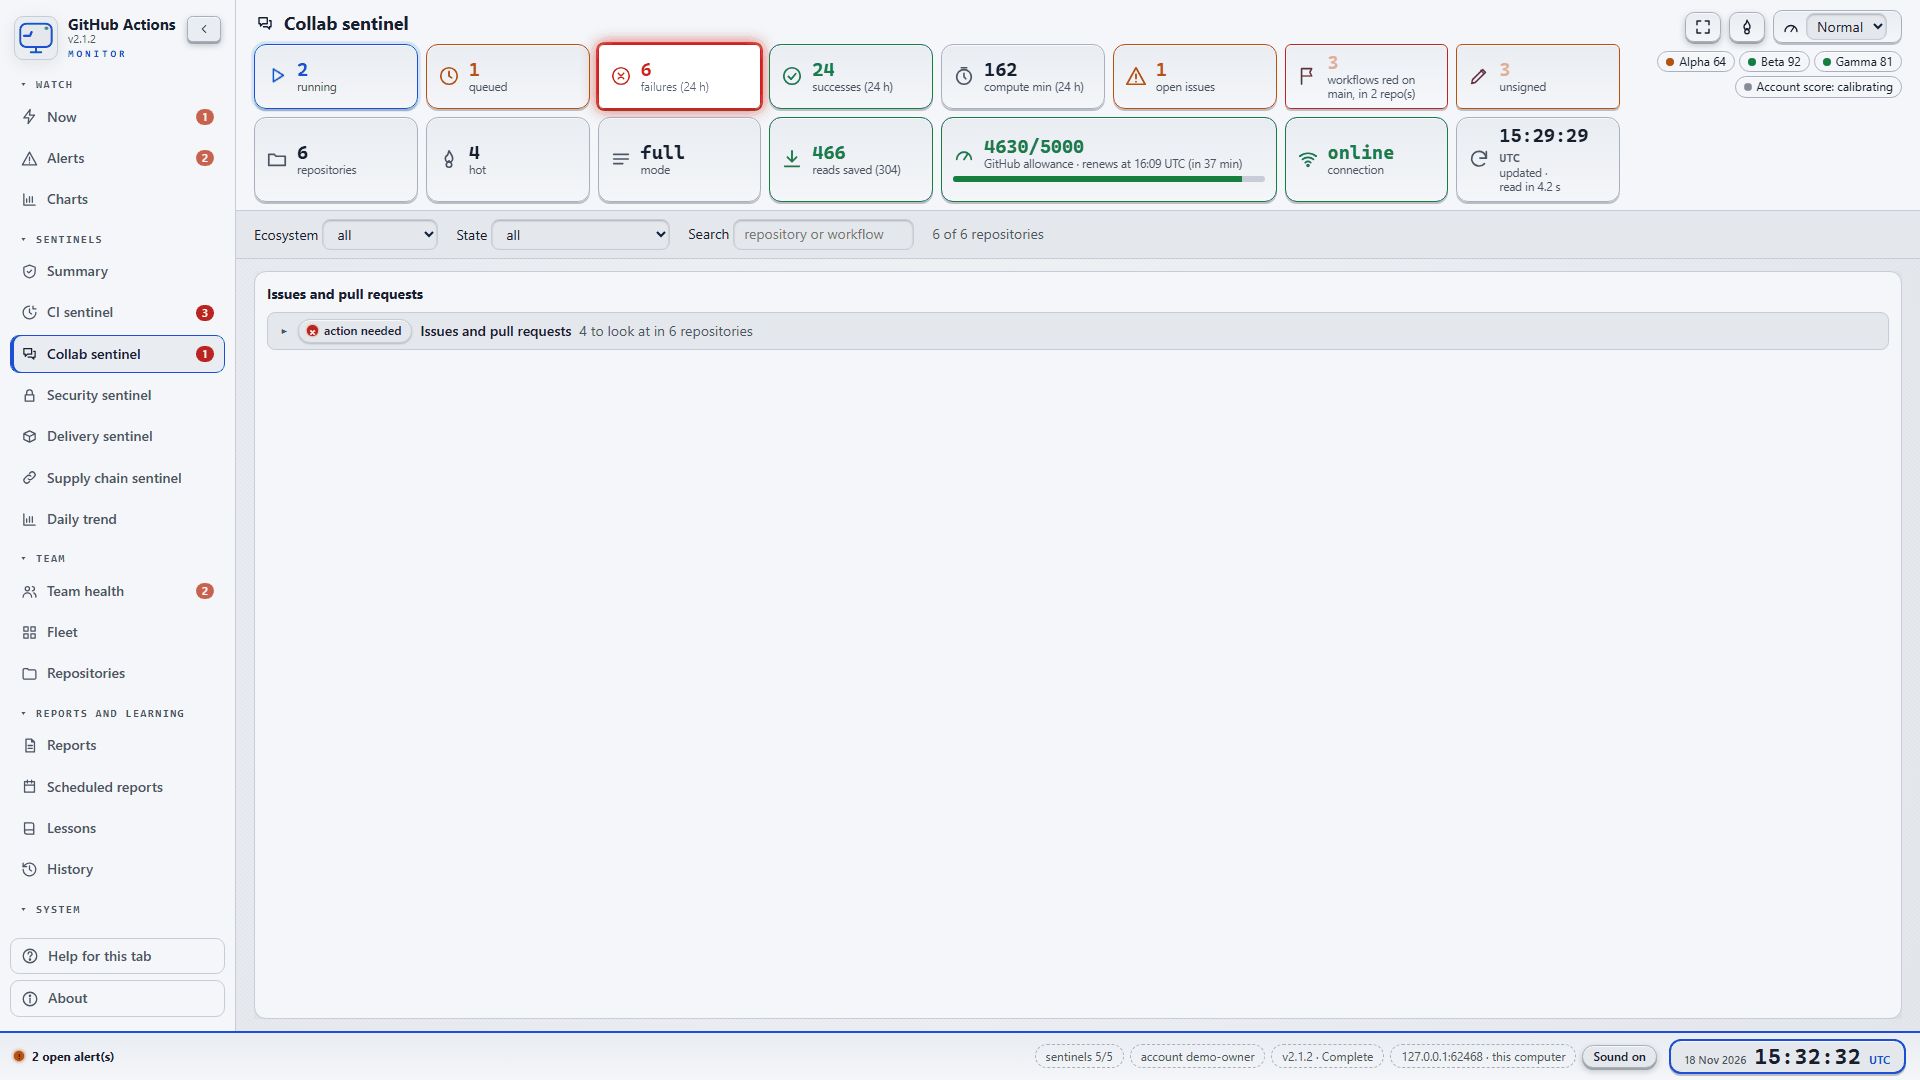 GitHub Actions
v2.1.2
MONITOR
WATCH
Now 1
Alerts 2
Charts
SENTINELS
Summary
CI sentinel 3
Collab sentinel 1
Security sentinel
Delivery sentinel
Supply chain sentinel
Daily trend
TEAM
Team health 2
Fleet
Repositories
REPORTS AND LEARNING
Reports
Scheduled reports
Lessons
History
SYSTEM
Help for this tab
About
Collab sentinel
2
running
1
queued
6
failures (24 h)
24
successes (24 h)
162
compute min (24 h)
1
open issues
3
workflows red on
main, in 2 repo(s)
3
unsigned
6
repositories
4
hot
full
mode
466
reads saved (304)
4630/5000
GitHub allowance · renews at 16:09 UTC (in 37 min)
online
connection
15:29:29
UTC
updated ·
read in 4.2 s
Normal
Alpha 64
Beta 92
Gamma 81
Account score: calibrating
Ecosystem all State all Search repository or workflow 6 of 6 repositories
Issues and pull requests
action needed Issues and pull requests 4 to look at in 6 repositories
2 open alert(s)
sentinels 5/5
account demo-owner
v2.1.2 · Complete
127.0.0.1:62468 · this computer
Sound on
18 Nov 2026 15:32:32 UTC